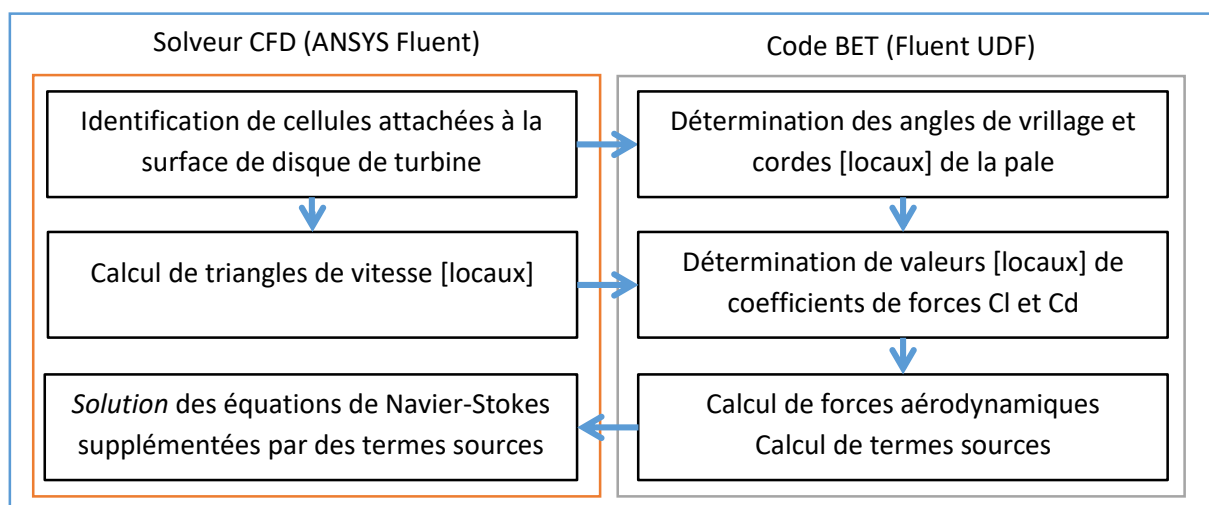 Solveur CFD (ANSYS Fluent)
Code BET (Fluent UDF)
Identification de cellules attachées à la
surface de disque de turbine
Détermination des angles de vrillage et
cordes [locaux] de la pale
Calcul de triangles de vitesse [locaux]
Détermination de valeurs [locaux] de
coefficients de forces Cl et Cd
Solution des équations de Navier-Stokes
supplémentées par des termes sources
Calcul de forces aérodynamiques
Calcul de termes sources